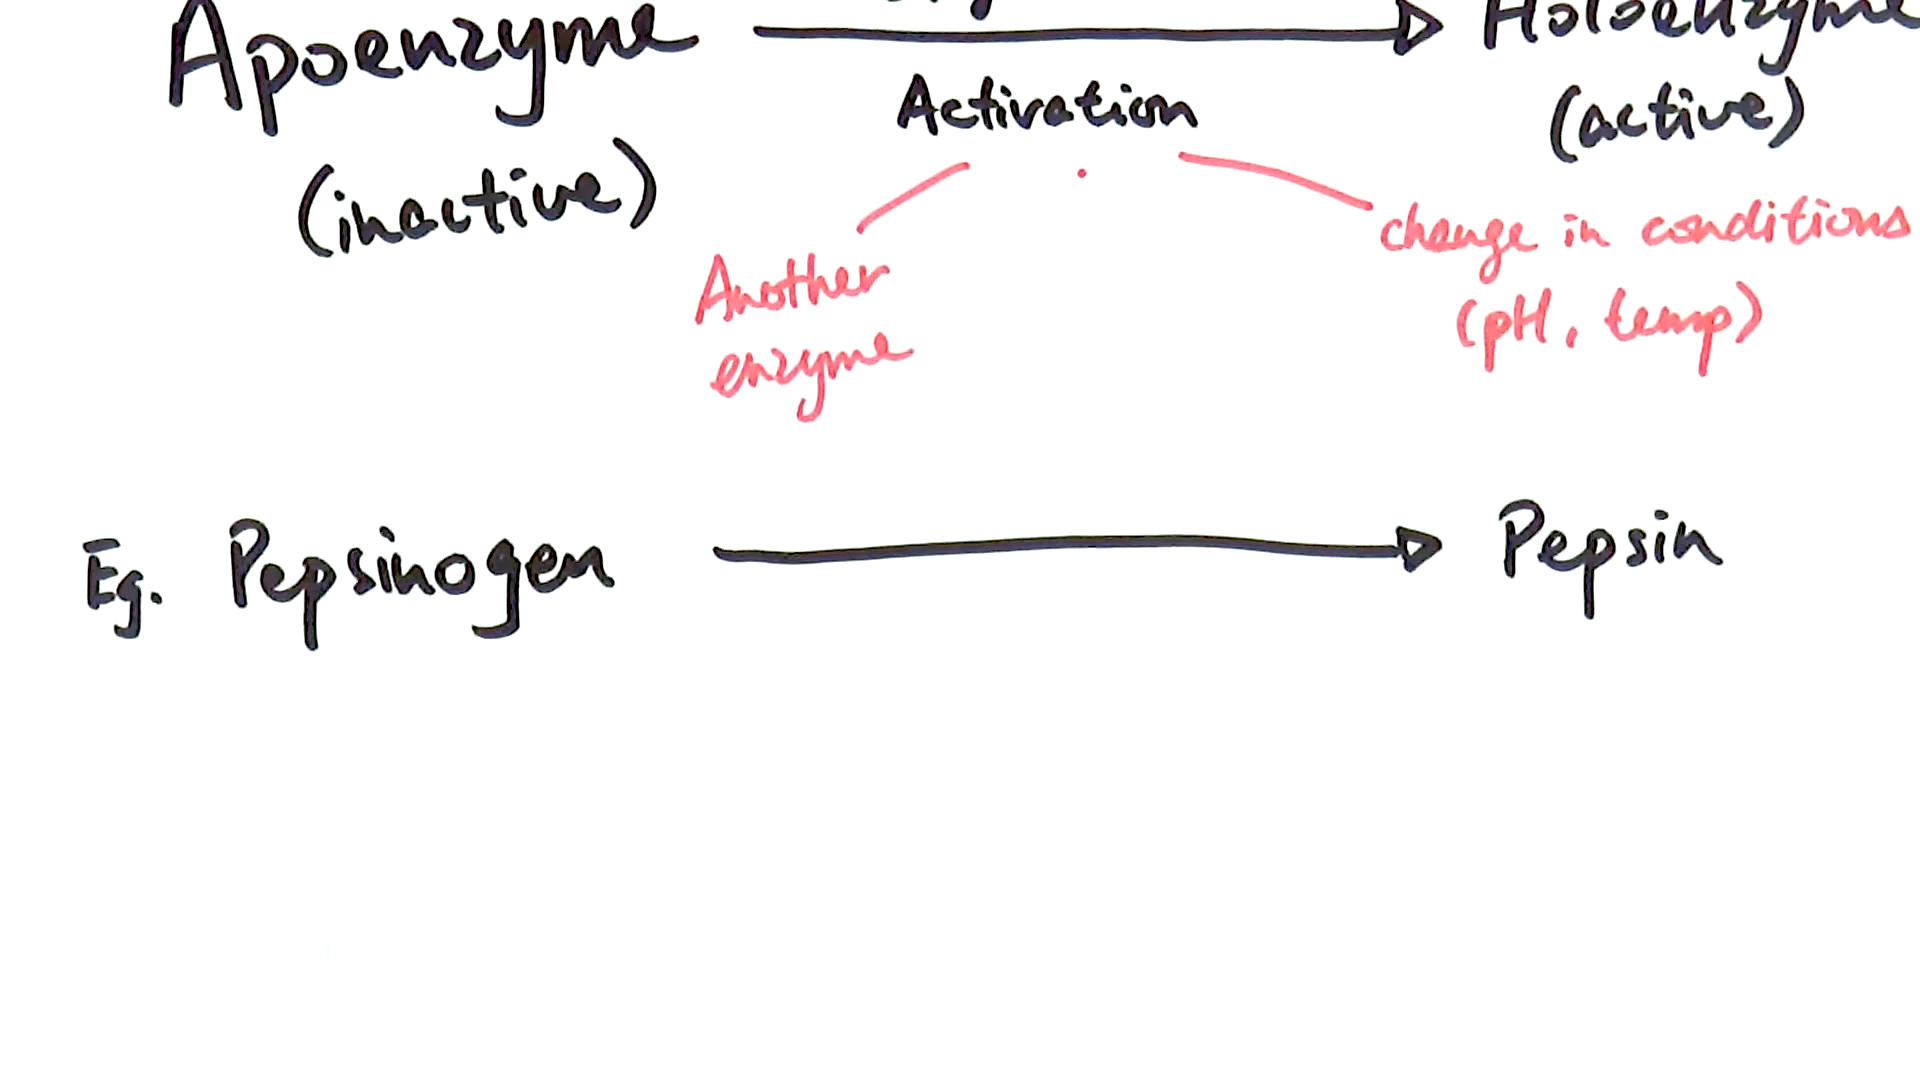 Apoenzyme
Holoenzyme
Activation
(active)
(inactive)
change in conditions
(pH, temp)
Another
enzyme
Eg. Pepsinogen
Pepsin